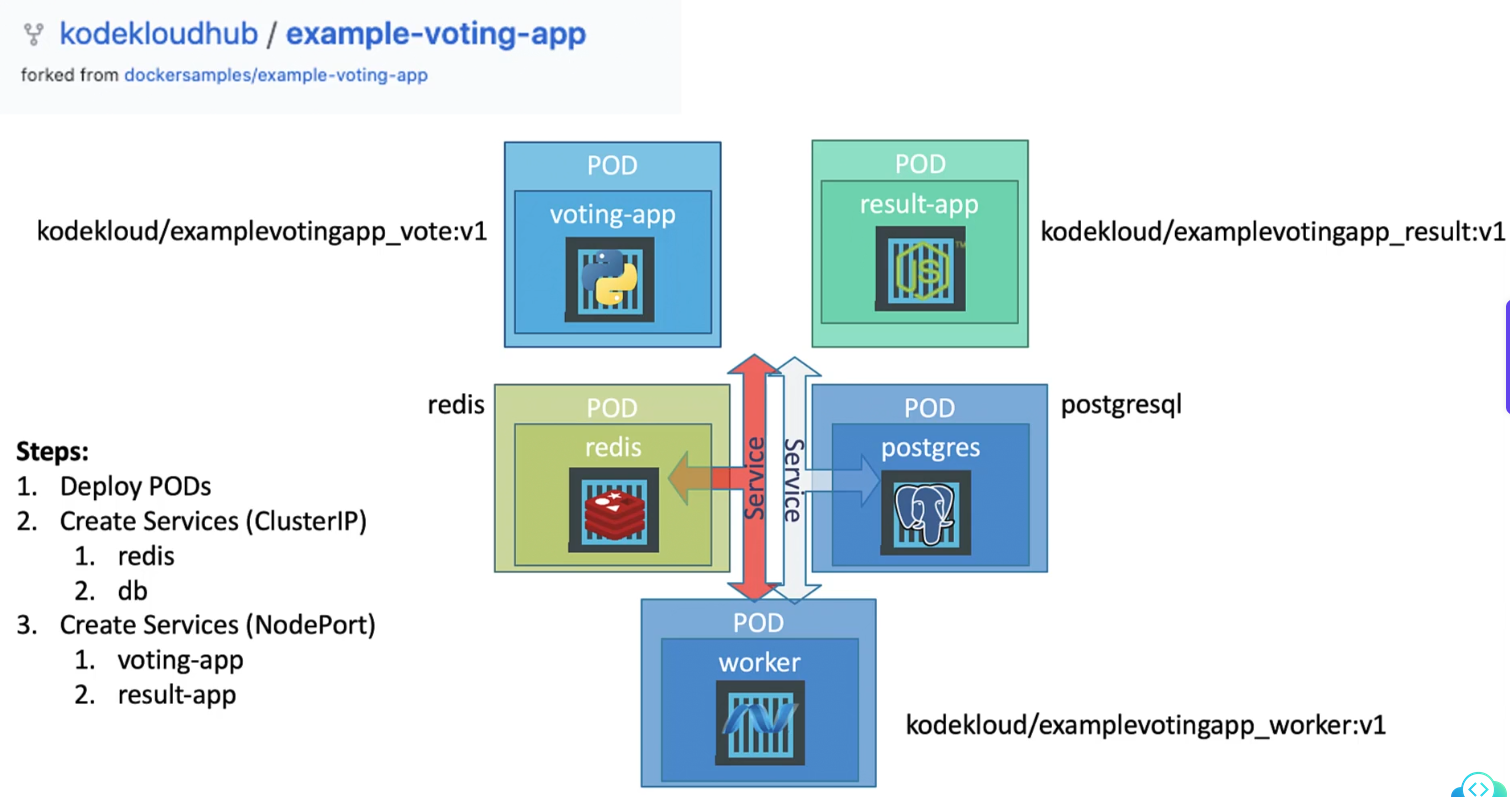 kodekloudhub / example-voting-app
forked from dockersamples/example-voting-app
POD
voting-app
kodekloud/examplevotingapp_vote:v1
POD
result-app
JS
TM
kodekloud/examplevotingapp_result:v1
redis
POD
redis
Service
Service
POD
postgres
postgresql
Steps:
1. Deploy PODs
2. Create Services (ClusterIP)
1. redis
2. db
3. Create Services (NodePort)
1. voting-app
2. result-app
POD
worker
kodekloud/examplevotingapp_worker:v1